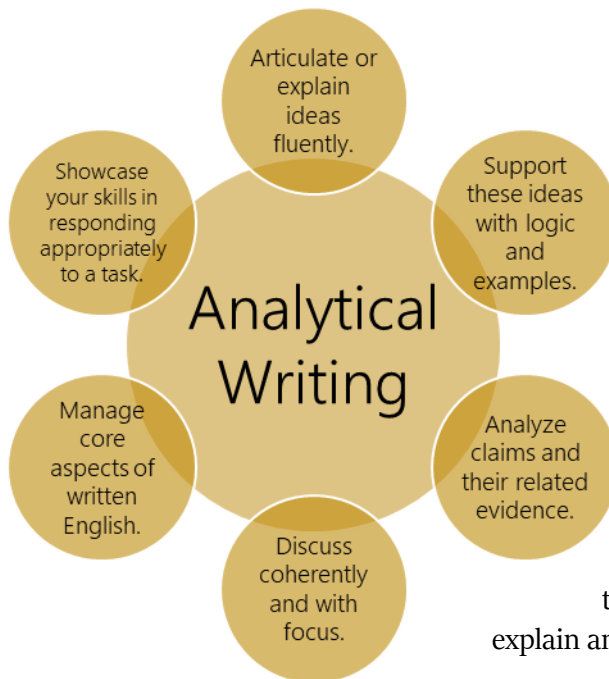 Articulate or
explain
ideas
fluently.
Support
these ideas
with logic
and
examples.
Analyze
claims and
their related
evidence.
Discuss
coherently
and with
focus.
Manage
core
aspects of
written
English.
Showcase
your skills in
responding
appropriately
to a task.
Analytical
Writing
explain